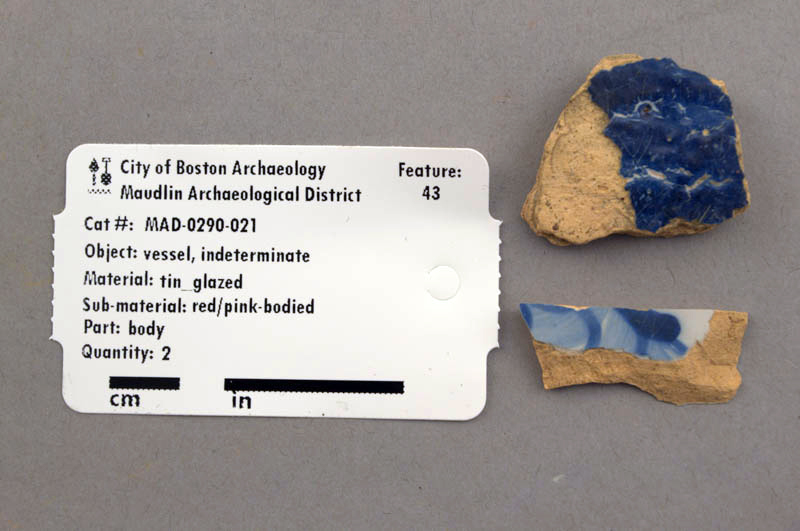 City of Boston Archaeology
Maudlin Archaeological District
Feature:
43
Cat #: MAD-0290-021
Object: vessel, indeterminate
Material: tin_glazed
Sub-material: red/pink-bodied
Part: body
Quantity: 2
cm in